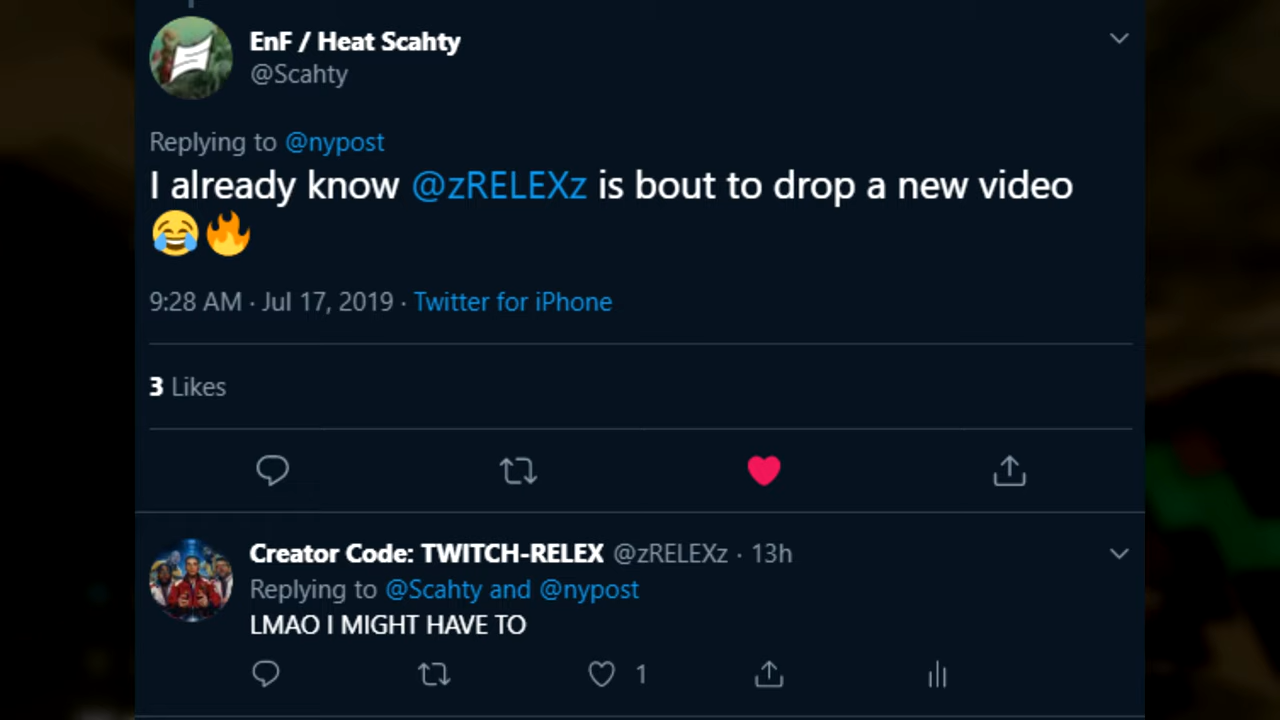 EnF / Heat Scahty
@Scahty
Replying to @nypost
I already know @zRELEXz is bout to drop a new video
😂🔥
9:28 AM · Jul 17, 2019 · Twitter for iPhone
3 Likes
Creator Code: TWITCH-RELEX @zRELEXz · 13h
Replying to @Scahty and @nypost
LMAO I MIGHT HAVE TO
1